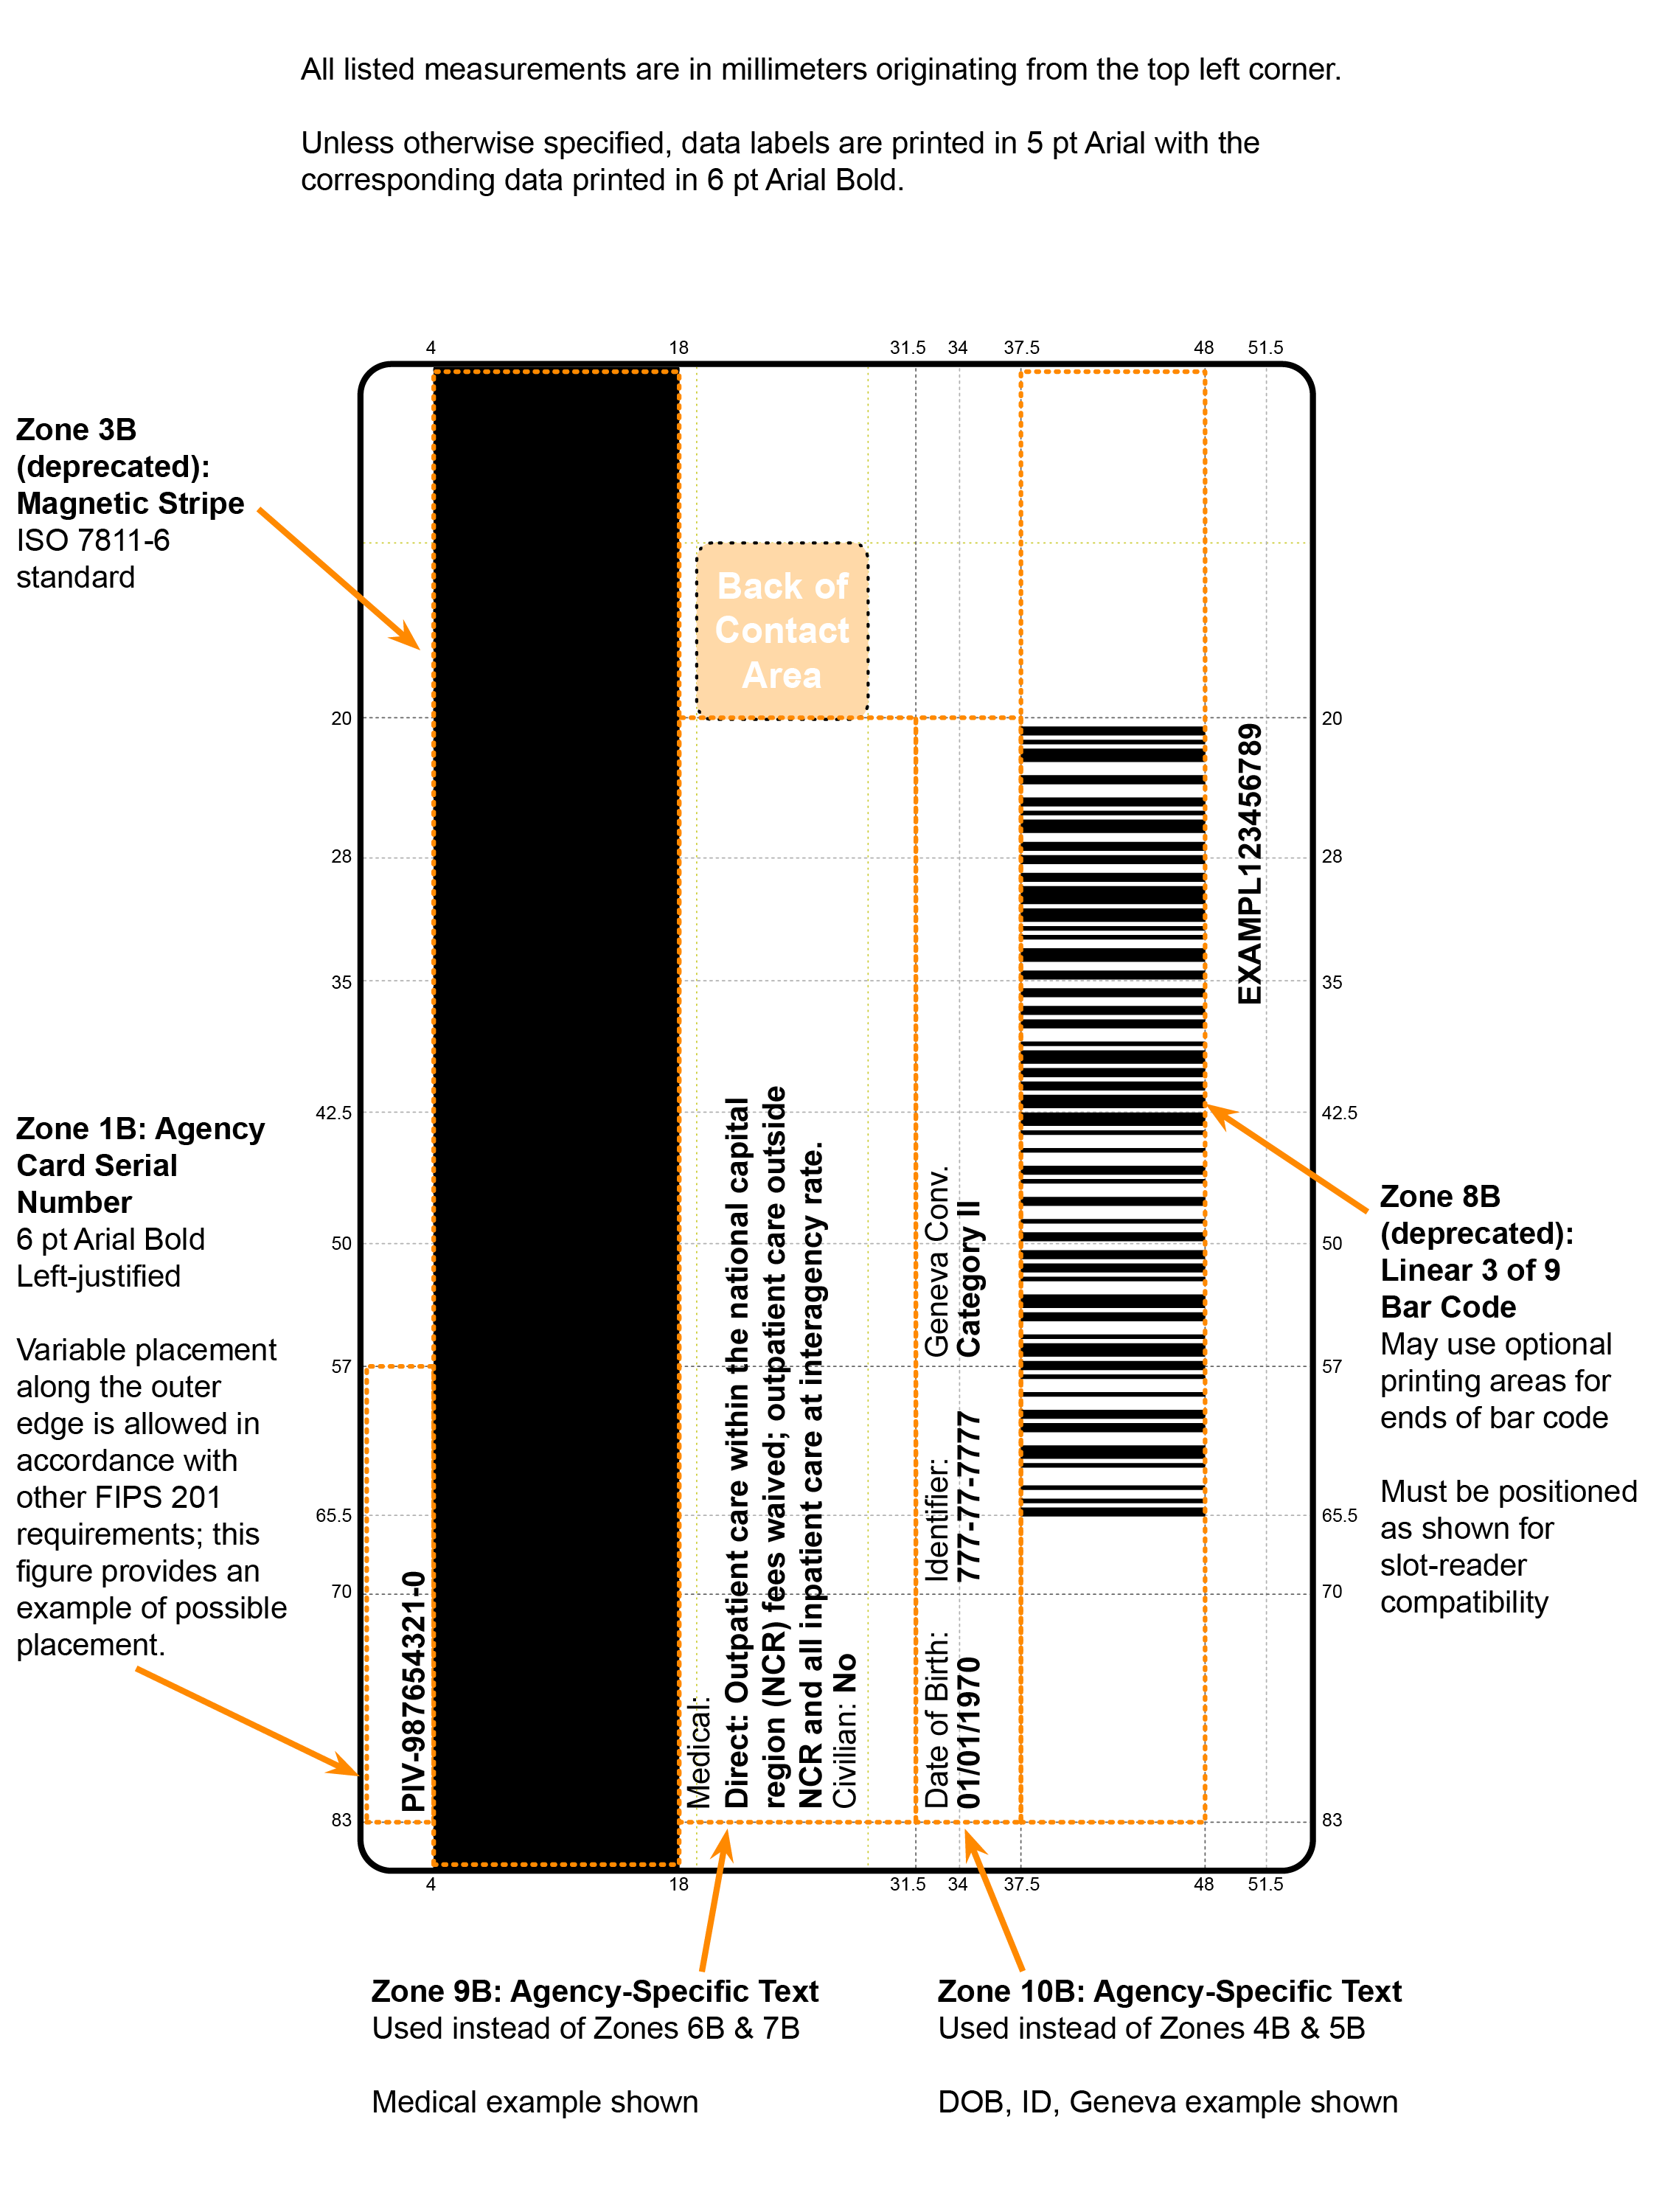 All listed measurements are in millimeters originating from the top left corner.
Unless otherwise specified, data labels are printed in 5 pt Arial with the
corresponding data printed in 6 pt Arial Bold.
4 18 31.5 34 37.5 48 51.5
Zone 3B
(deprecated):
Magnetic Stripe
ISO 7811-6
standard
Back of
Contact
Area
20 20
28 28
35 35
42.5 42.5
50 50
57 57
65.5 65.5
70 70
83 83
EXAMPL123456789
Zone 1B: Agency
Card Serial
Number
6 pt Arial Bold
Left-justified
Variable placement
along the outer
edge is allowed in
accordance with
other FIPS 201
requirements; this
figure provides an
example of possible
placement.
PIV-987654321-0
Medical:
Direct: Outpatient care within the national capital
region (NCR) fees waived; outpatient care outside
NCR and all inpatient care at interagency rate.
Civilian: No
Date of Birth: Identifier: Geneva Conv.
01/01/1970 777-77-7777 Category II
Zone 8B
(deprecated):
Linear 3 of 9
Bar Code
May use optional
printing areas for
ends of bar code
Must be positioned
as shown for
slot-reader
compatibility
4 18 31.5 34 37.5 48 51.5
Zone 9B: Agency-Specific Text
Used instead of Zones 6B & 7B
Medical example shown
Zone 10B: Agency-Specific Text
Used instead of Zones 4B & 5B
DOB, ID, Geneva example shown